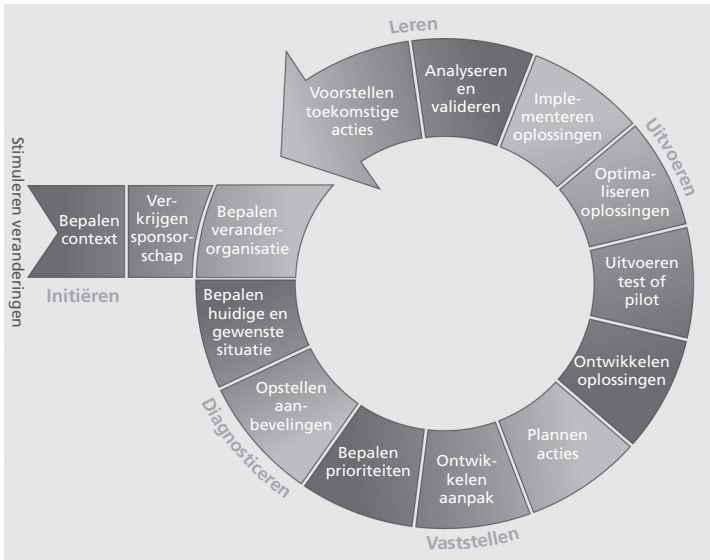 Stimuleren veranderingen
Bepalen
context
Ver-
krijgen
sponsor-
schap
Bepalen
verander-
organisatie
Initiëren
Bepalen
huidige en
gewenste
situatie
Opstellen
aan-
bevelingen
Diagnosticeren
Bepalen
prioriteiten
Ontwik-
kelen
aanpak
Plannen
acties
Vaststellen
Ontwikkelen
oplossingen
Uitvoeren
test of
pilot
Optima-
liseren
oplossingen
Imple-
menteren
oplossingen
Uitvoeren
Analyseren
en
valideren
Voorstellen
toekomstige
acties
Leren